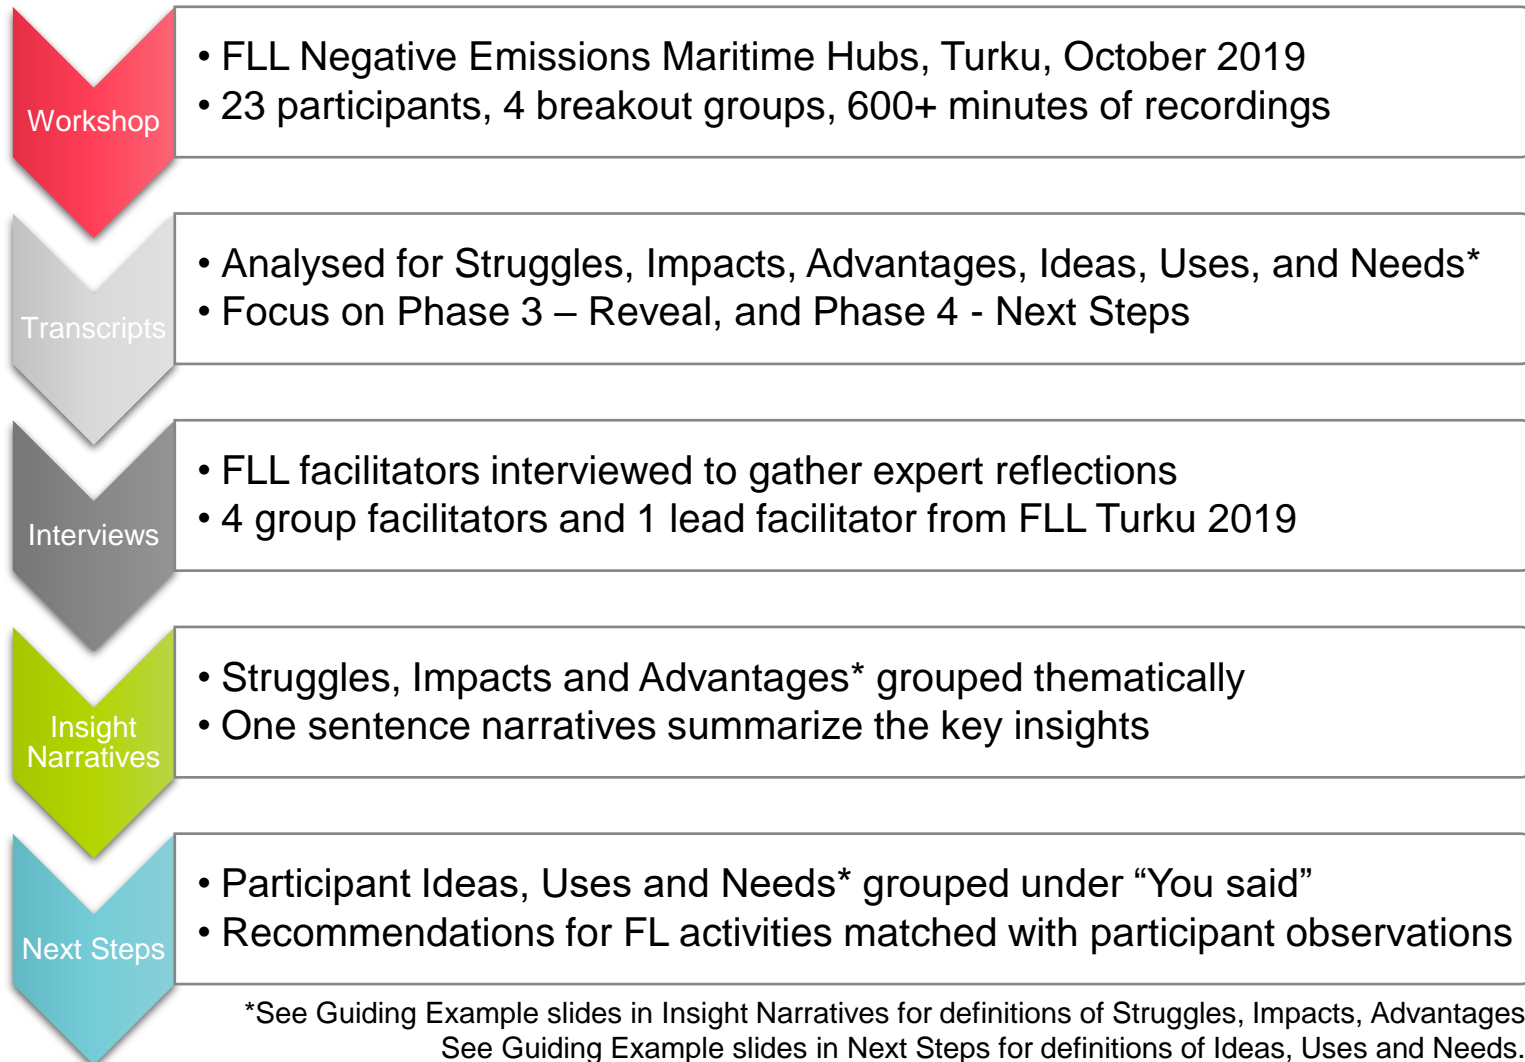 Workshop
• FLL Negative Emissions Maritime Hubs, Turku, October 2019
• 23 participants, 4 breakout groups, 600+ minutes of recordings
Transcripts
• Analysed for Struggles, Impacts, Advantages, Ideas, Uses, and Needs*
• Focus on Phase 3 – Reveal, and Phase 4 - Next Steps
Interviews
• FLL facilitators interviewed to gather expert reflections
• 4 group facilitators and 1 lead facilitator from FLL Turku 2019
Insight
Narratives
• Struggles, Impacts and Advantages* grouped thematically
• One sentence narratives summarize the key insights
Next Steps
• Participant Ideas, Uses and Needs* grouped under “You said”
• Recommendations for FL activities matched with participant observations
*See Guiding Example slides in Insight Narratives for definitions of Struggles, Impacts, Advantages
See Guiding Example slides in Next Steps for definitions of Ideas, Uses and Needs.